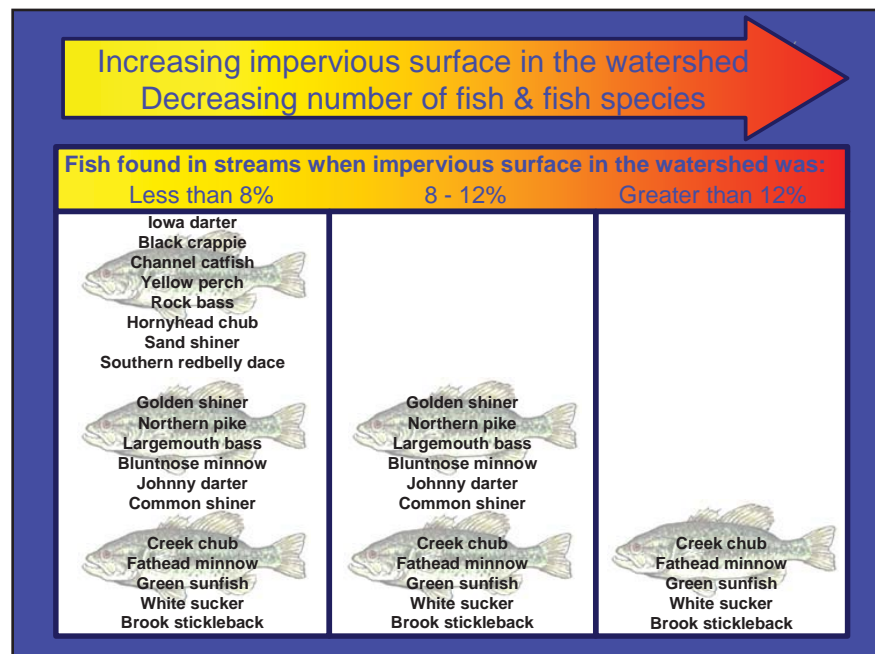 Increasing impervious surface in the watershed
Decreasing number of fish & fish species
Fish found in streams when impervious surface in the watershed was:
Less than 8%
8 - 12%
Greater than 12%
Iowa darter
Black crappie
Channel catfish
Yellow perch
Rock bass
Hornyhead chub
Sand shiner
Southern redbelly dace
Golden shiner
Northern pike
Largemouth bass
Bluntnose minnow
Johnny darter
Common shiner
Creek chub
Fathead minnow
Green sunfish
White sucker
Brook stickleback
Golden shiner
Northern pike
Largemouth bass
Bluntnose minnow
Johnny darter
Common shiner
Creek chub
Fathead minnow
Green sunfish
White sucker
Brook stickleback
Creek chub
Fathead minnow
Green sunfish
White sucker
Brook stickleback